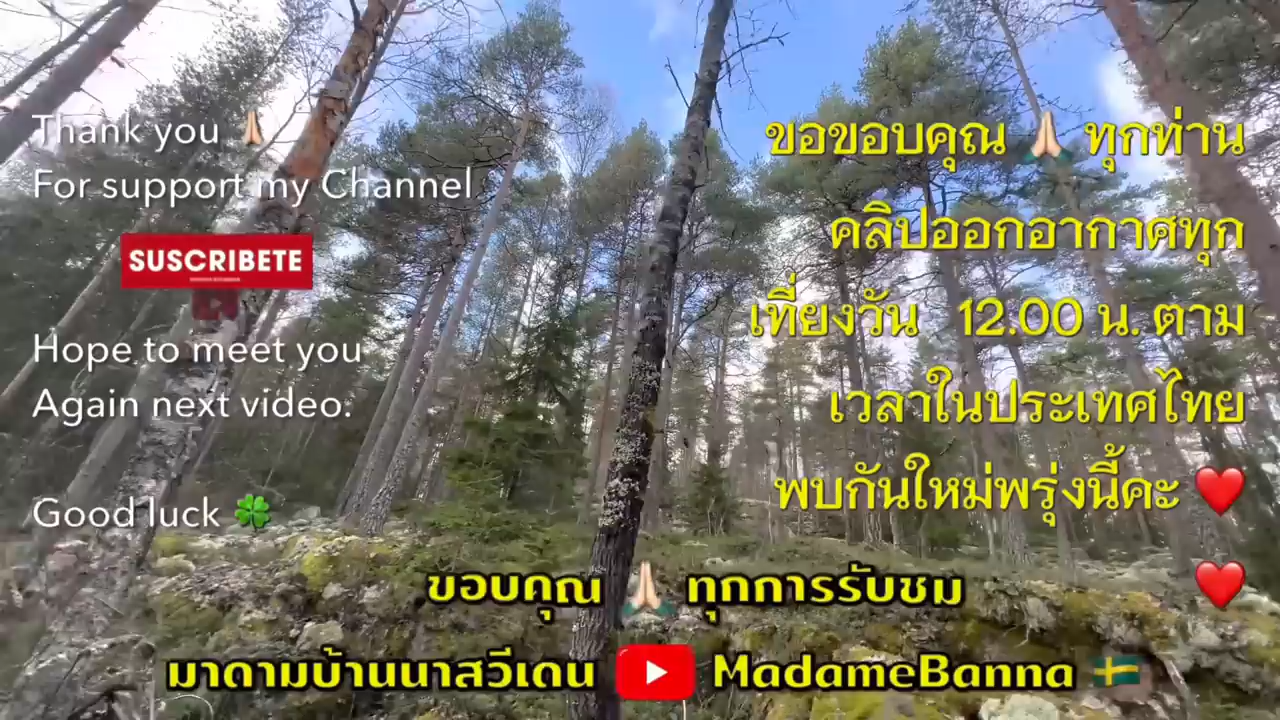 Thank you 🙏🏻
For support my Channel
SUSCRIBETE
Hope to meet you
Again next video.
Good luck 🍀
ขอขอบคุณ 🙏🏻 ทุกท่าน
คลิปออกอากาศทุก
เที่ยงวัน 12.00 น. ตาม
เวลาในประเทศไทย
พบกันใหม่พรุ่งนี้คะ ❤️
❤️
ขอบคุณ 🙏🏻 ทุกการรับชม
มาดามบ้านนาสวีเดน MadameBanna 🇸🇪